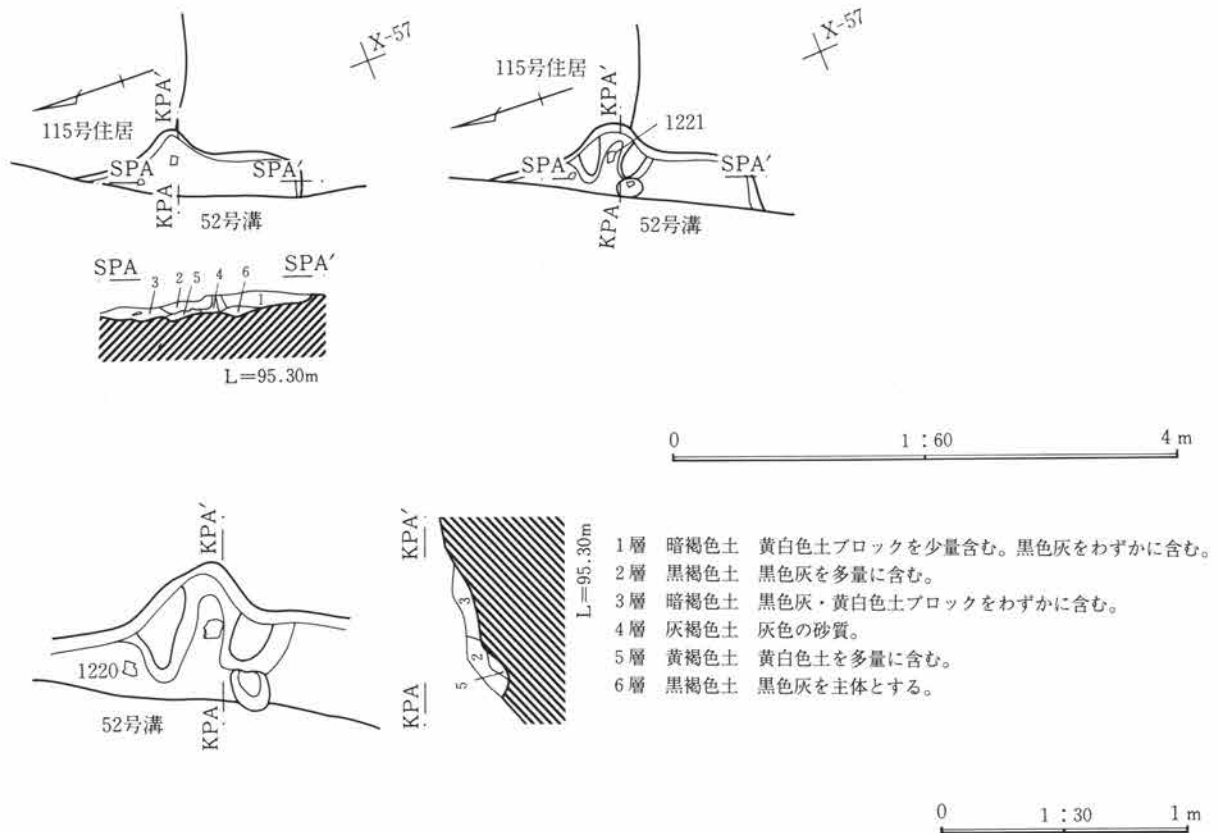 X-57
115号住居
KPA′
SPA
SPA′
KPA
52号溝
X-57
115号住居
KPA′
1221
SPA
SPA′
KPA
52号溝
SPA
SPA′
3 2 5 4 6
1
L=95.30m
0 1:60 4m
KPA′
1220
KPA
52号溝
KPA′
L=95.30m
3
2
5
KPA
1層 暗褐色土 黄白色土ブロックを少量含む。黒色灰をわずかに含む。
2層 黒褐色土 黒色灰を多量に含む。
3層 暗褐色土 黒色灰・黄白色土ブロックをわずかに含む。
4層 灰褐色土 灰色の砂質。
5層 黄褐色土 黄白色土を多量に含む。
6層 黒褐色土 黒色灰を主体とする。
0 1:30 1m